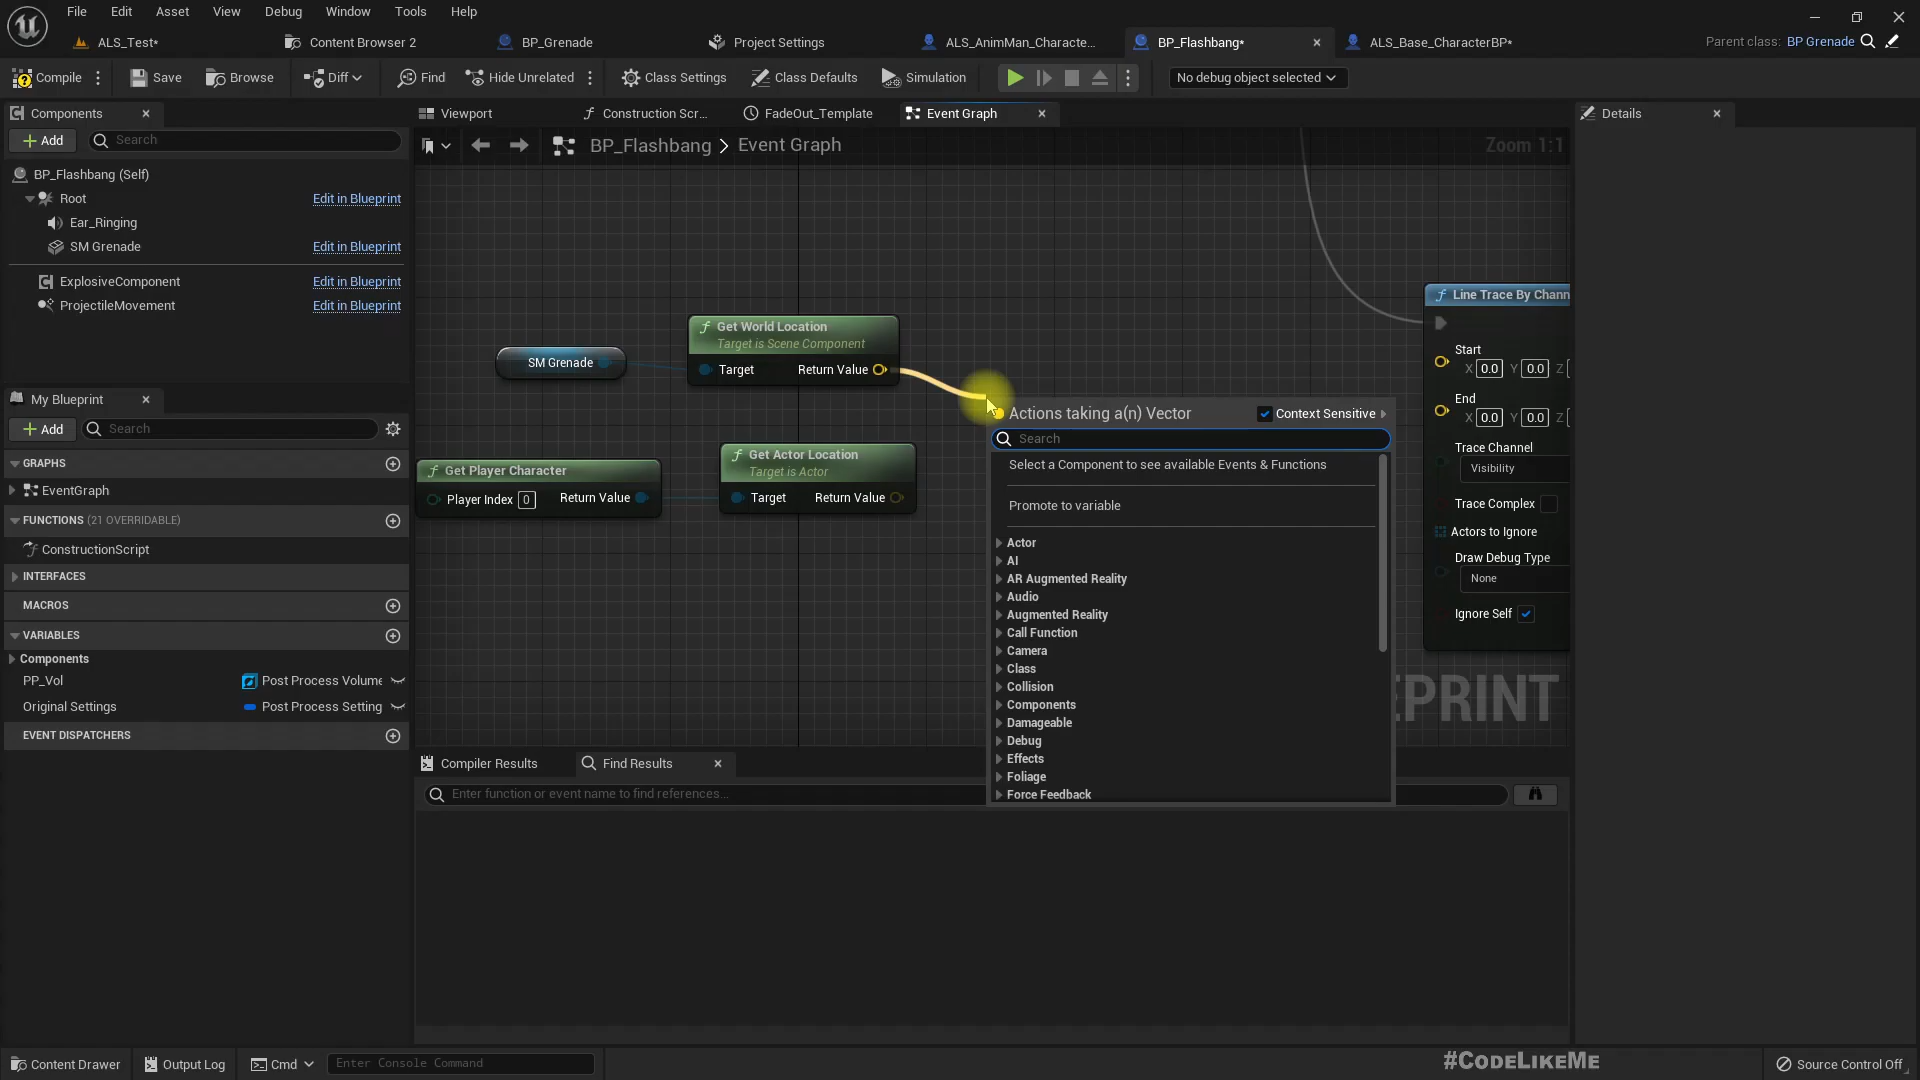 File Edit Asset View Debug Window Tools Help
ALS_Test* Content Browser 2 BP_Grenade Project Settings ALS_AnimMan_Characte... BP_Flashbang* ALS_Base_CharacterBP* Parent class: BP Grenade
Compile Save Browse Diff Find Hide Unrelated Class Settings Class Defaults Simulation No debug object selected
Components
Add Search
BP_Flashbang (Self)
Root Edit in Blueprint
Ear_Ringing
SM Grenade Edit in Blueprint
ExplosiveComponent Edit in Blueprint
ProjectileMovement Edit in Blueprint
My Blueprint
Add Search
GRAPHS
EventGraph
FUNCTIONS (21 OVERRIDABLE)
ConstructionScript
INTERFACES
MACROS
VARIABLES
Components
PP_Vol Post Process Volume
Original Settings Post Process Setting
EVENT DISPATCHERS
Viewport Construction Scr... FadeOut_Template Event Graph
BP_Flashbang > Event Graph Zoom 1:1
SM Grenade
Get World Location
Target is Scene Component
Target Return Value
Get Player Character
Player Index 0 Return Value
Get Actor Location
Target is Actor
Target Return Value
Actions taking a(n) Vector Context Sensitive
Search
Select a Component to see available Events & Functions
Promote to variable
Actor
AI
AR Augmented Reality
Audio
Augmented Reality
Call Function
Camera
Class
Collision
Components
Damageable
Debug
Effects
Foliage
Force Feedback
Line Trace By Chann
Start
X 0.0 Y 0.0 Z
End
X 0.0 Y 0.0 Z
Trace Channel
Visibility
Trace Complex
Actors to Ignore
Draw Debug Type
None
Ignore Self
EPRINT
Compiler Results Find Results
Enter function or event name to find references...
Details
Content Drawer Output Log Cmd Enter Console Command #CODELIKEME Source Control Off